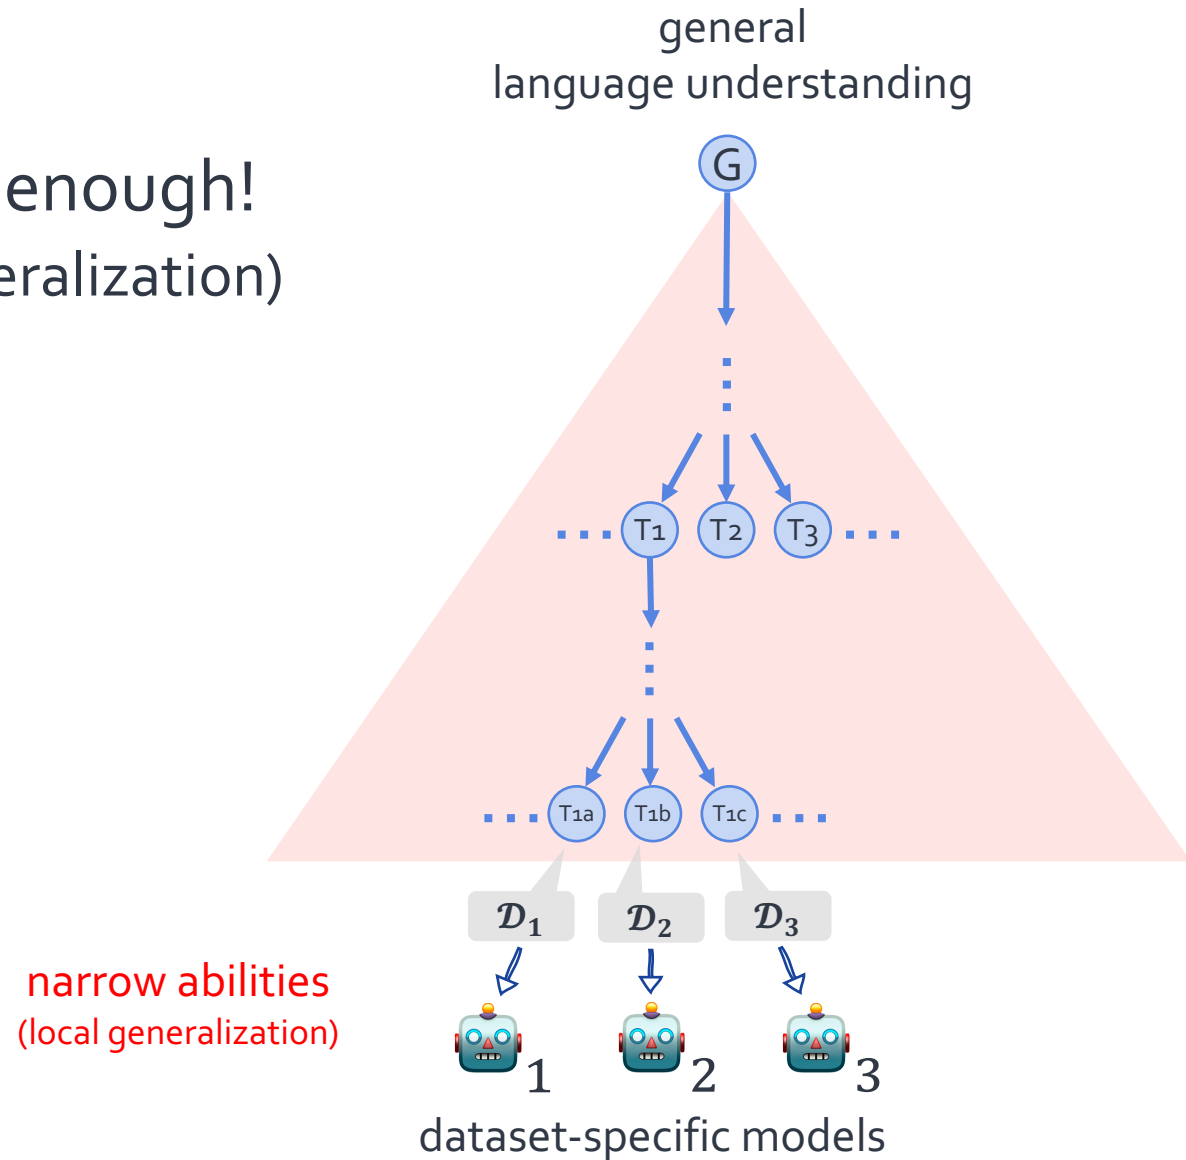 general
language understanding
enough!
eralization)
G
T1 T2 T3
T1a T1b T1c
𝒟₁ 𝒟₂ 𝒟₃
narrow abilities
(local generalization)
1 2 3
dataset-specific models